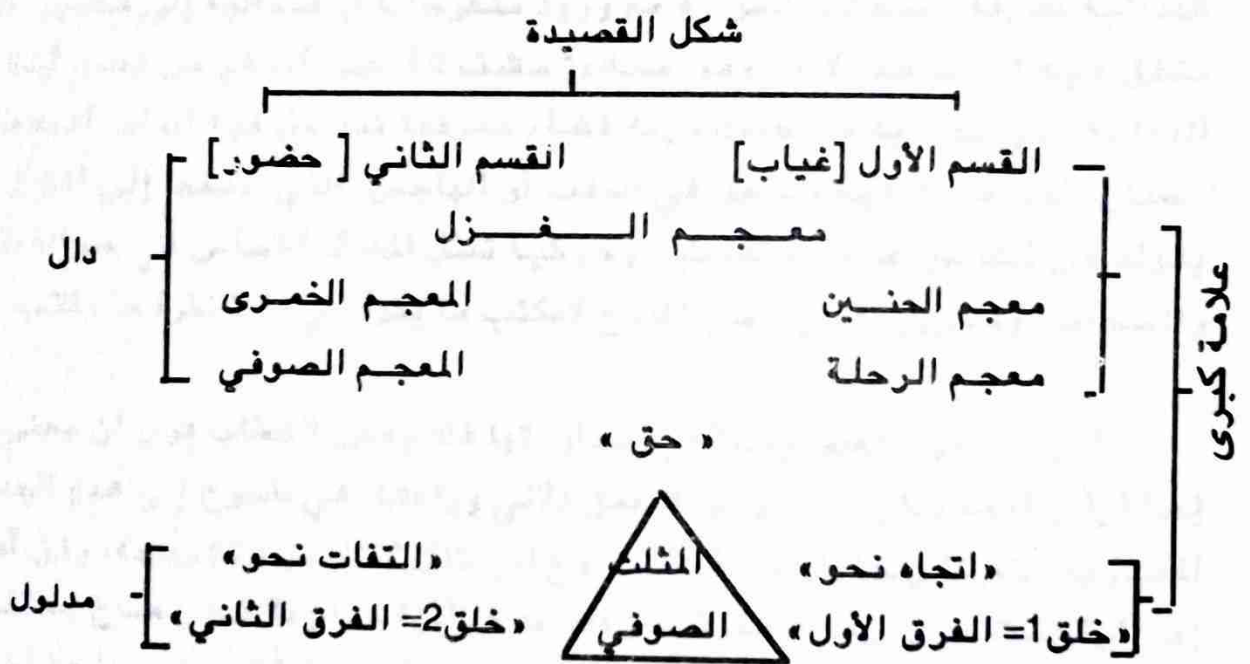 شكل القصيدة
القسم الأول [غياب] القسم الثاني [ حضور]
معجم الغزل
معجم الحنين المعجم الخمرى
معجم الرحلة المعجم الصوفي
دال
علامة كبرى
« حق »
المثلث
الصوفي
«اتجاه نحو» «التفات نحو»
«خلق1= الفرق الأول» «خلق2= الفرق الثاني»
مدلول